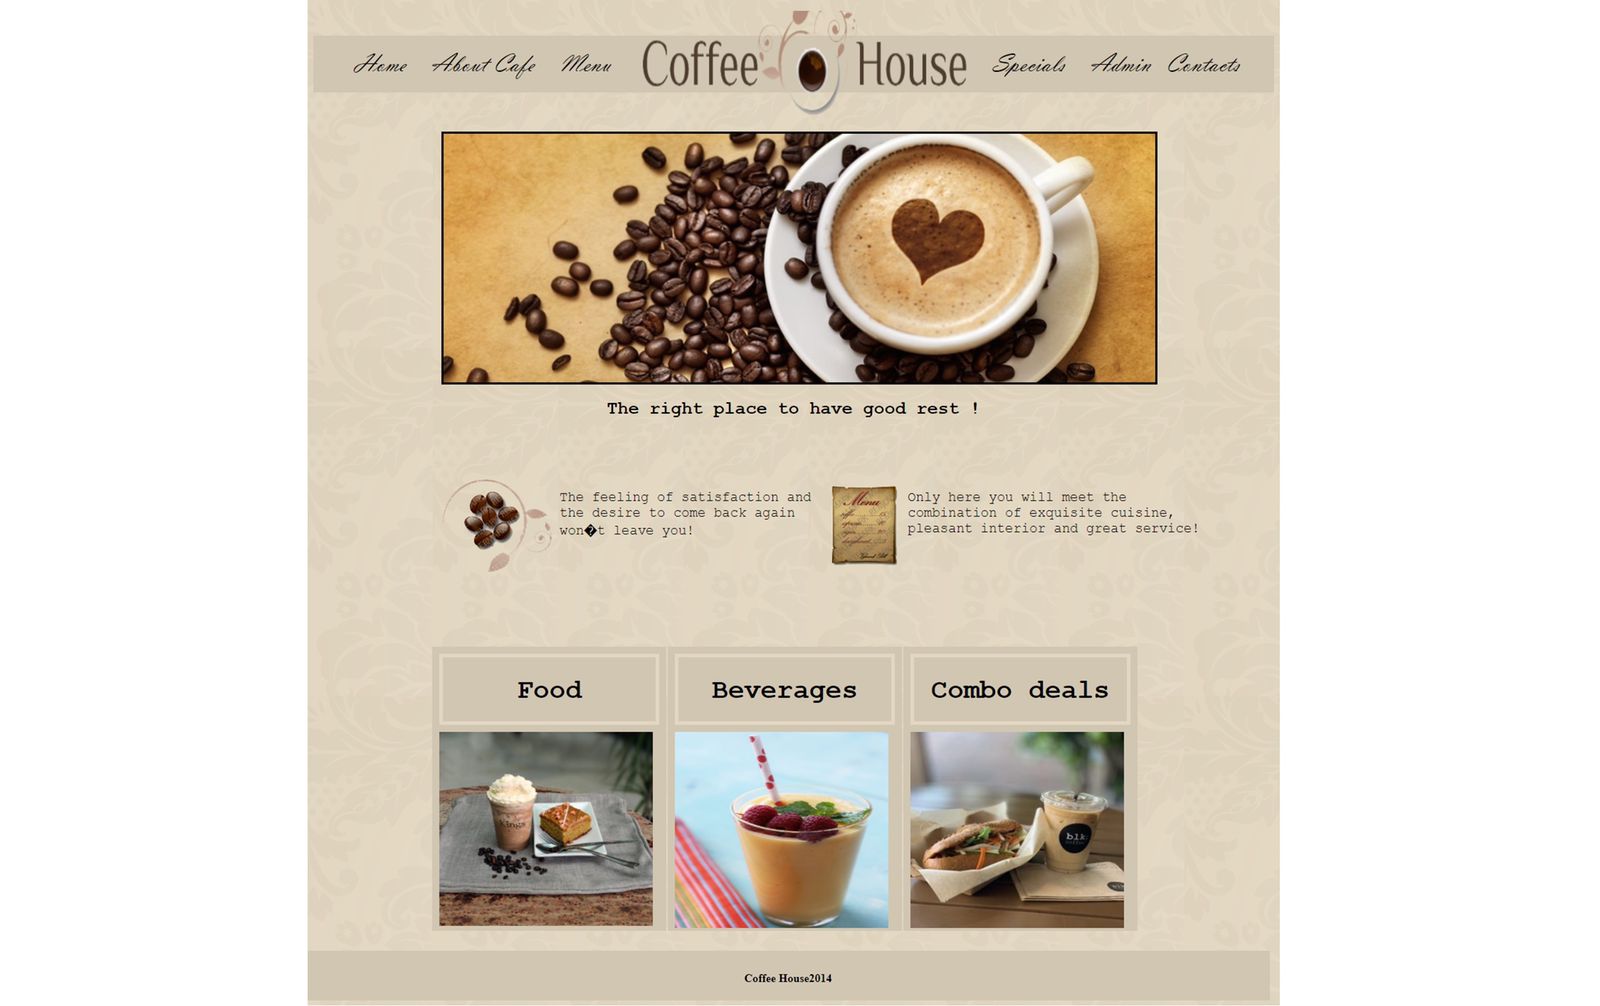 Home About Cafe Menu Coffee House Specials Admin Contacts
The right place to have good rest !
The feeling of satisfaction and
the desire to come back again
won�t leave you!
Menu
Only here you will meet the
combination of exquisite cuisine,
pleasant interior and great service!
Food
Beverages
Combo deals
blk
coffee
Coffee House2014